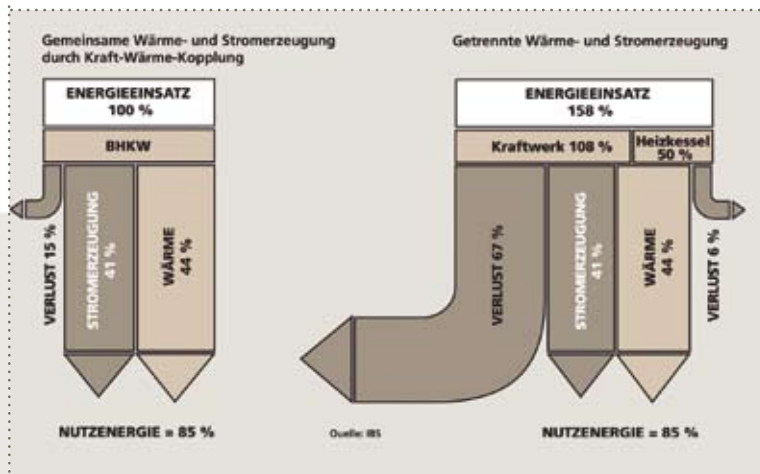 Gemeinsame Wärme- und Stromerzeugung
durch Kraft-Wärme-Kopplung
ENERGIEEINSATZ
100 %
BHKW
VERLUST 15 %
STROMERZEUGUNG
41 %
WÄRME
44 %
NUTZENERGIE = 85 %
Getrennte Wärme- und Stromerzeugung
ENERGIEEINSATZ
158 %
Kraftwerk 108 %
Heizkessel
50 %
VERLUST 67 %
STROMERZEUGUNG
41 %
WÄRME
44 %
VERLUST 6 %
Quelle: IBS
NUTZENERGIE = 85 %